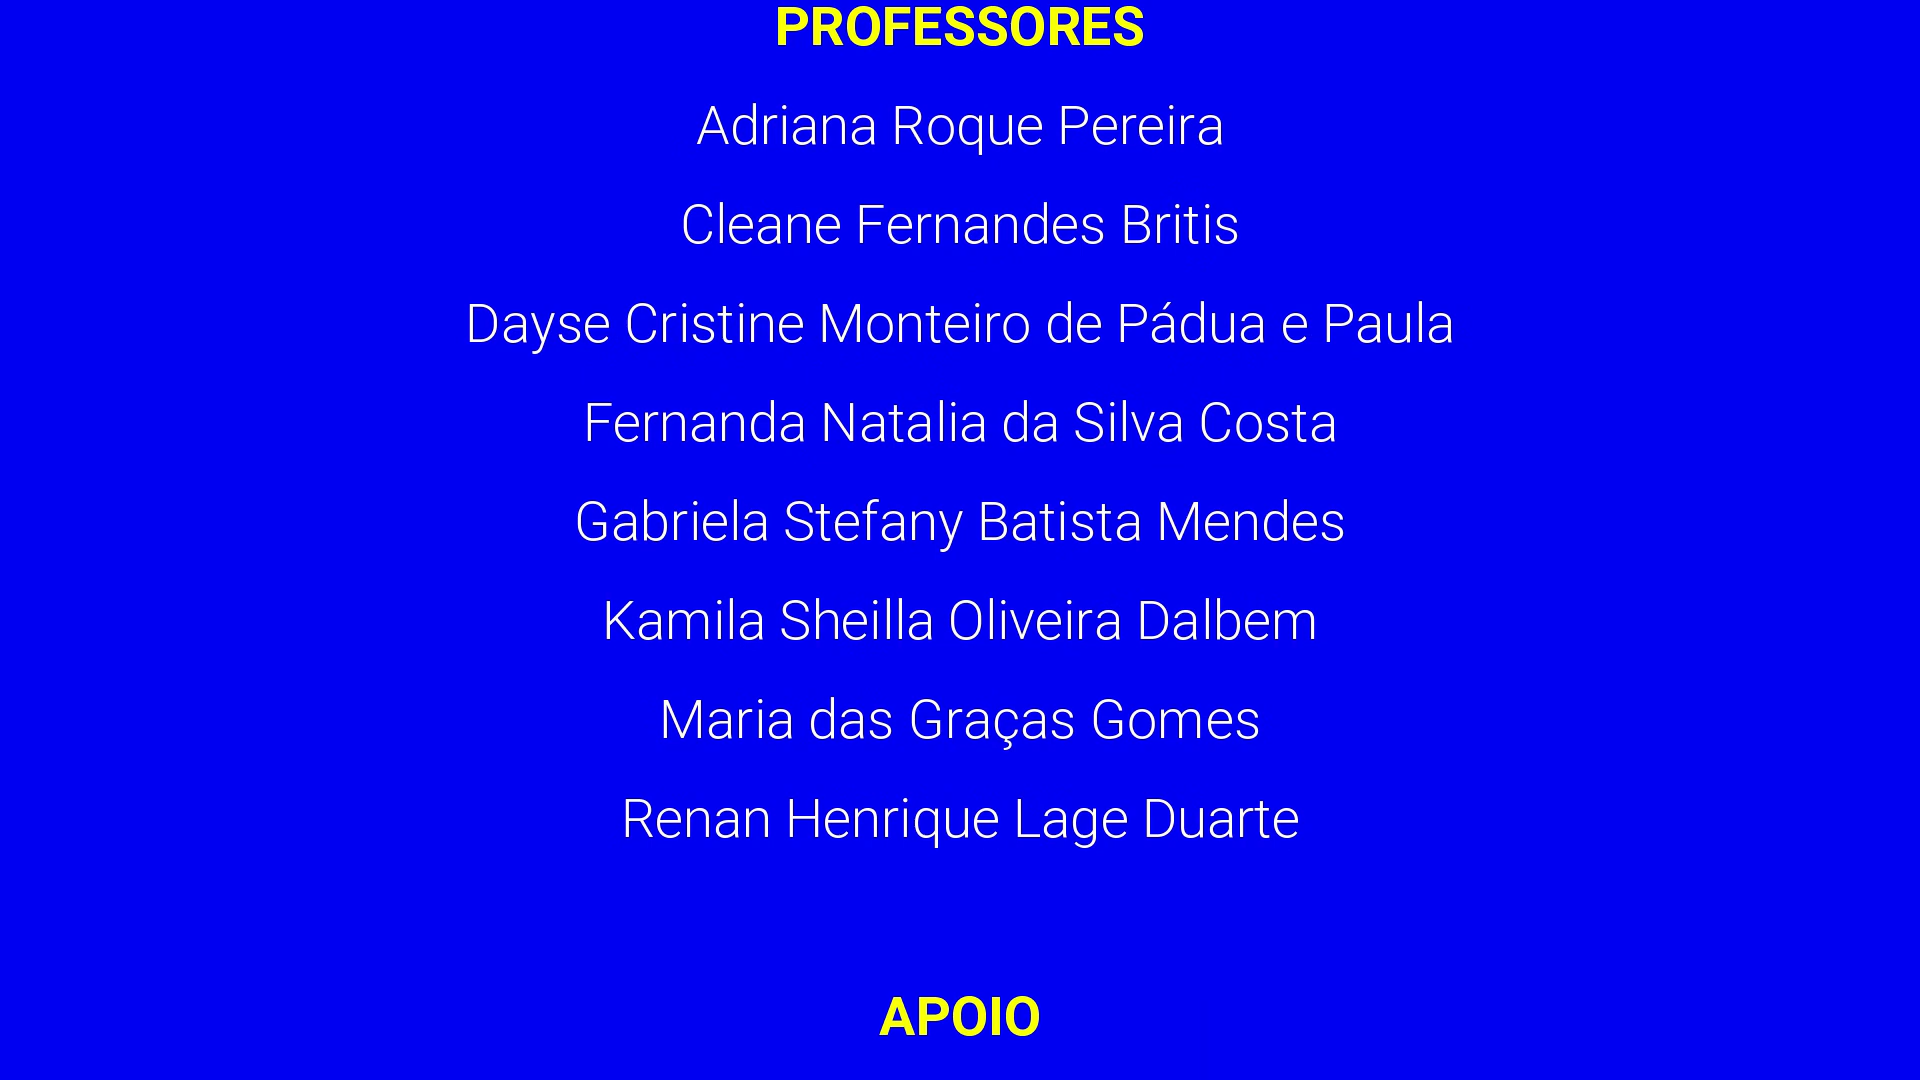 PROFESSORES
Adriana Roque Pereira
Cleane Fernandes Britis
Dayse Cristine Monteiro de Pádua e Paula
Fernanda Natalia da Silva Costa
Gabriela Stefany Batista Mendes
Kamila Sheilla Oliveira Dalbem
Maria das Graças Gomes
Renan Henrique Lage Duarte
APOIO